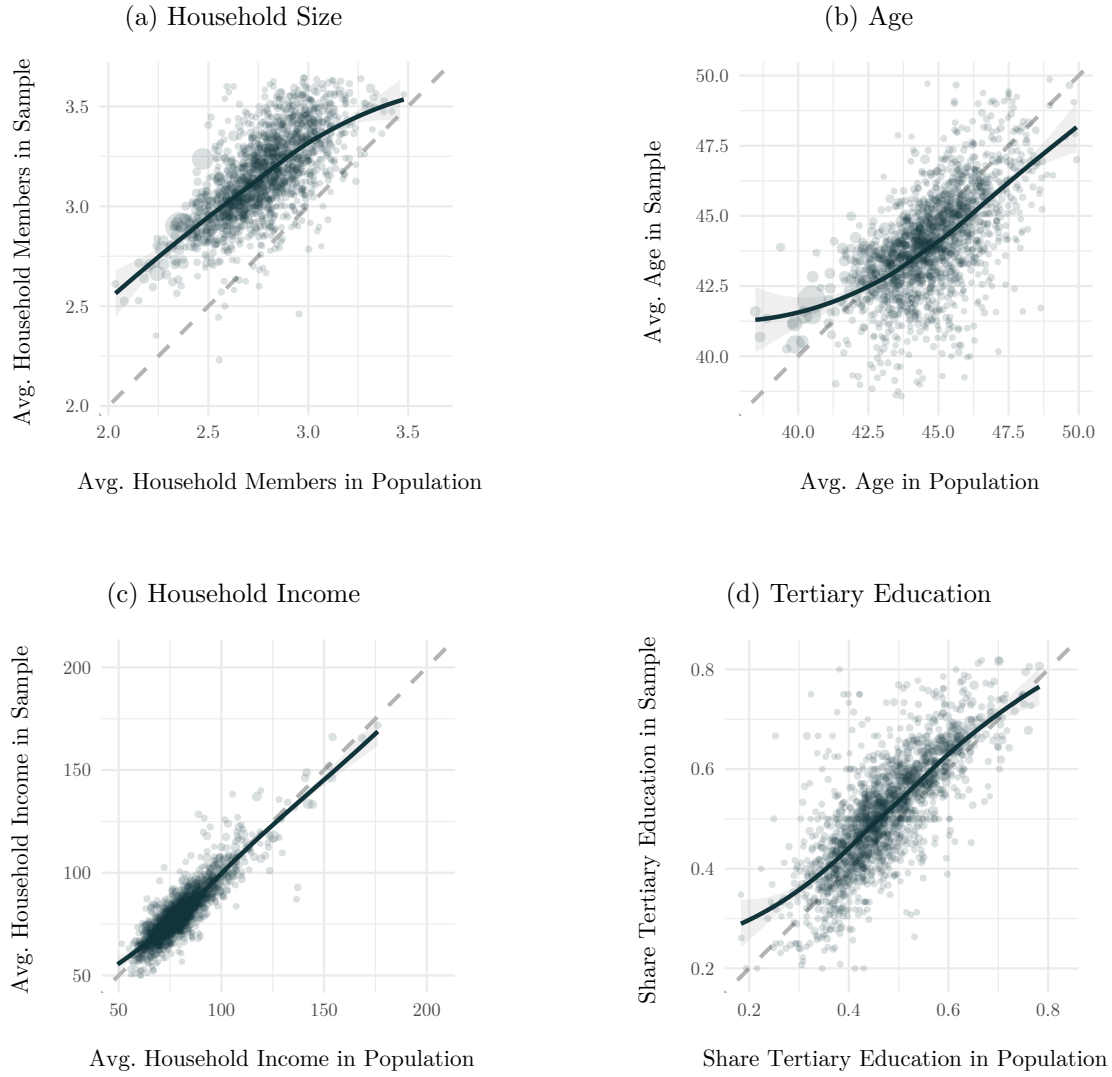 (a) Household Size
Avg. Household Members in Sample
3.5
3.0
2.5
2.0
2.0 2.5 3.0 3.5
Avg. Household Members in Population
(b) Age
Avg. Age in Sample
50.0
47.5
45.0
42.5
40.0
40.0 42.5 45.0 47.5 50.0
Avg. Age in Population
(c) Household Income
Avg. Household Income in Sample
200
150
100
50
50 100 150 200
Avg. Household Income in Population
(d) Tertiary Education
Share Tertiary Education in Sample
0.8
0.6
0.4
0.2
0.2 0.4 0.6 0.8
Share Tertiary Education in Population